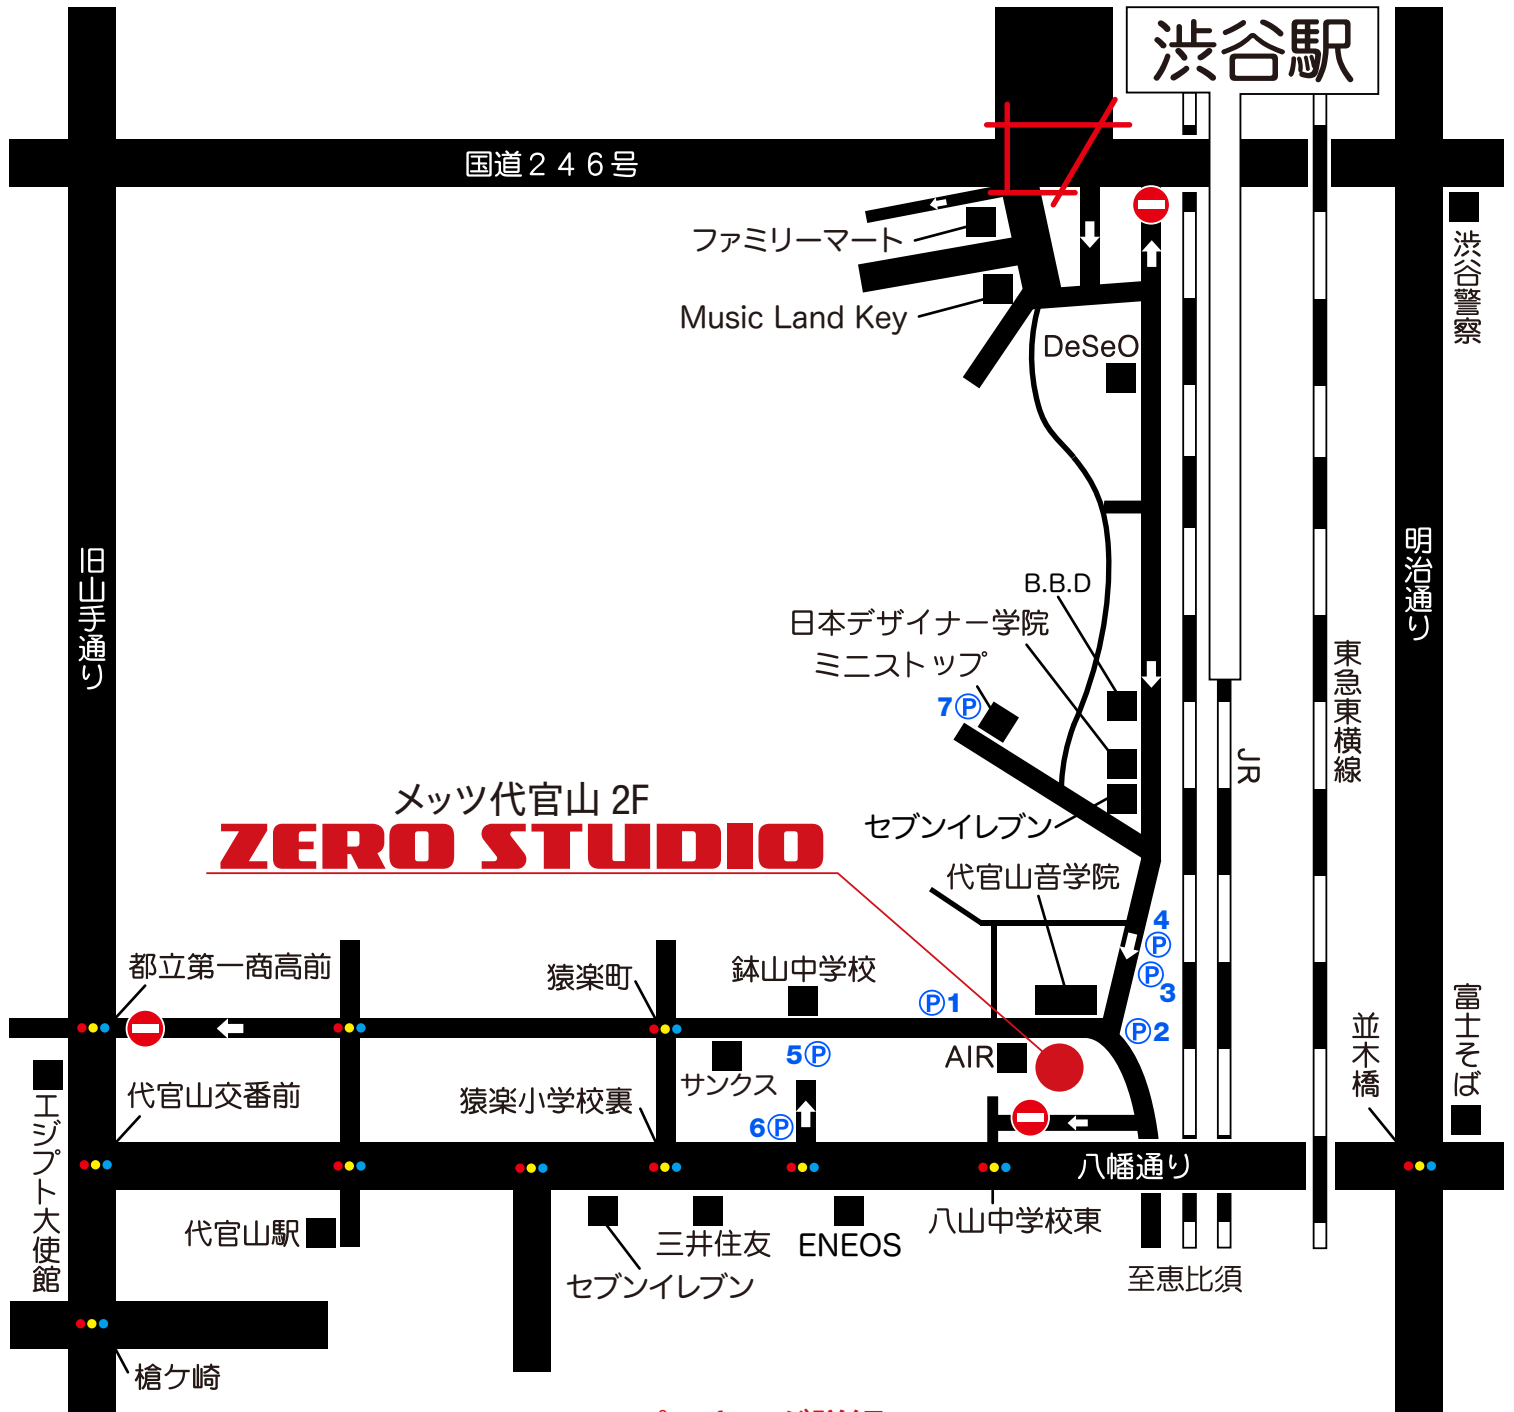 渋谷駅
国道２４６号
ファミリーマート
渋谷警察
Music Land Key
DeSeO
旧山手通り
明治通り
B.B.D
日本デザイナー学院
ミニストップ
東急東横線
7Ⓟ
JR
メッツ代官山 2F
ZERO STUDIO
セブンイレブン
代官山音学院
4
Ⓟ
都立第一商高前
猿楽町
鉢山中学校
Ⓟ3
Ⓟ1
富士そば
並木橋
Ⓟ2
5Ⓟ
AIR
サンクス
エジプト大使館
代官山交番前
猿楽小学校裏
6Ⓟ
八幡通り
代官山駅
三井住友
ENEOS
八山中学校東
セブンイレブン
至恵比須
槍ケ崎